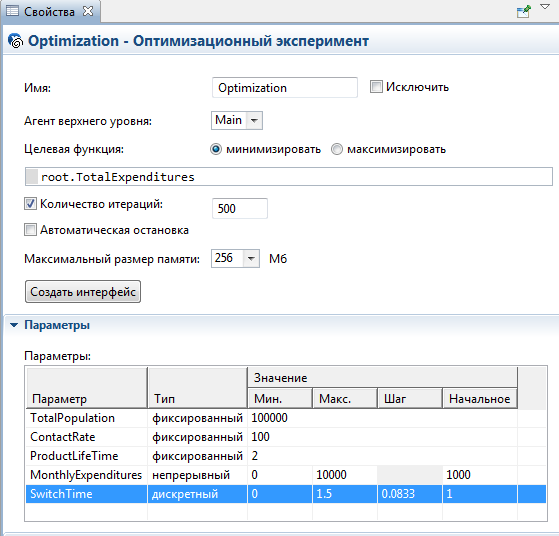 Свойства
Optimization - Оптимизационный эксперимент
Имя: Optimization Исключить
Агент верхнего уровня: Main
Целевая функция: минимизировать максимизировать
root.TotalExpenditures
Количество итераций: 500
Автоматическая остановка
Максимальный размер памяти: 256 Мб
Создать интерфейс
Параметры
Параметры:
Значение
Параметр Тип Мин. Макс. Шаг Начальное
TotalPopulation фиксированный 100000
ContactRate фиксированный 100
ProductLifeTime фиксированный 2
MonthlyExpenditures непрерывный 0 10000 1000
SwitchTime дискретный 0 1.5 0.0833 1